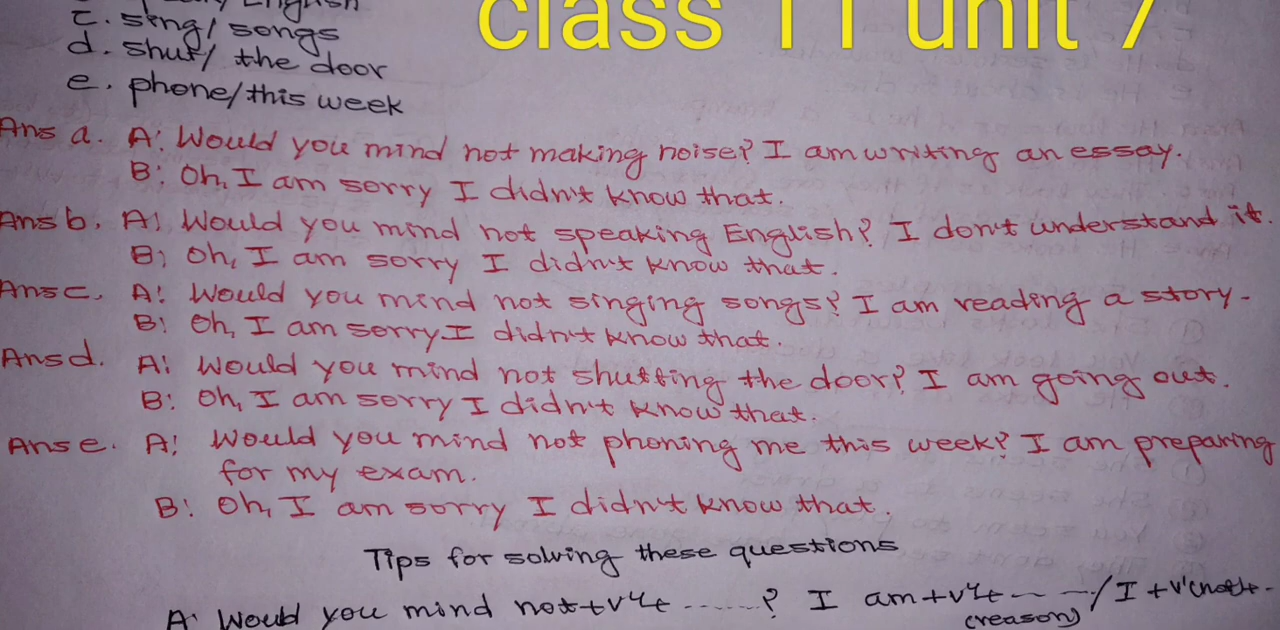 English
class 11 unit 7
c. sing/ songs
d. shut/ the door
e. phone/this week
Ans a. A: Would you mind not making noise? I am writing an essay.
B: Oh, I am sorry I didn't know that.
Ans b. A: Would you mind not speaking English? I don't understand it.
B: Oh, I am sorry I didn't know that.
Ans c. A: Would you mind not singing songs? I am reading a story.
B: Oh, I am sorry I didn't know that.
Ans d. A: Would you mind not shutting the door? I am going out.
B: Oh, I am sorry I didn't know that.
Ans e. A: Would you mind not phoning me this week? I am preparing
for my exam.
B: Oh, I am sorry I didn't know that.
Tips for solving these questions
A: Would you mind not+v4+ ......? I am+v4+ --- / I +v1(not)+-
(reason)